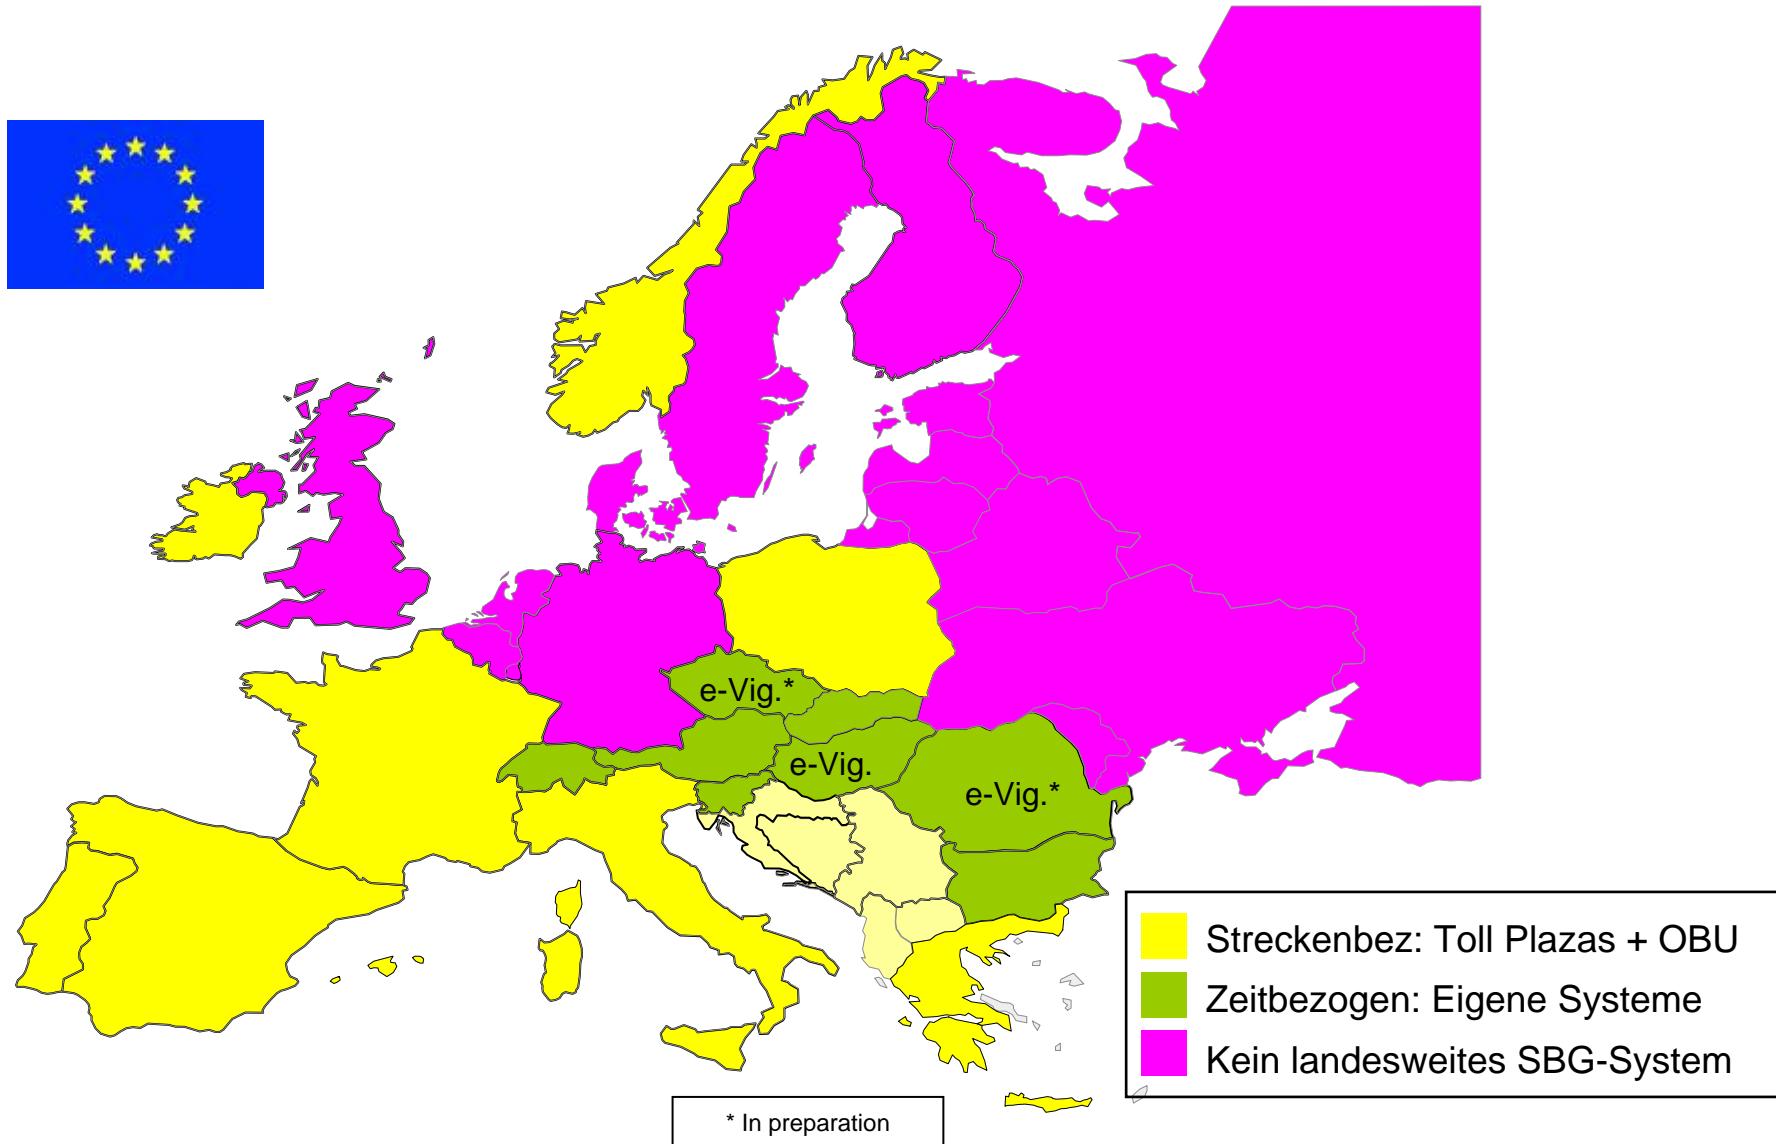 e-Vig.*
e-Vig.
e-Vig.*
Streckenbez: Toll Plazas + OBU
Zeitbezogen: Eigene Systeme
Kein landesweites SBG-System
* In preparation